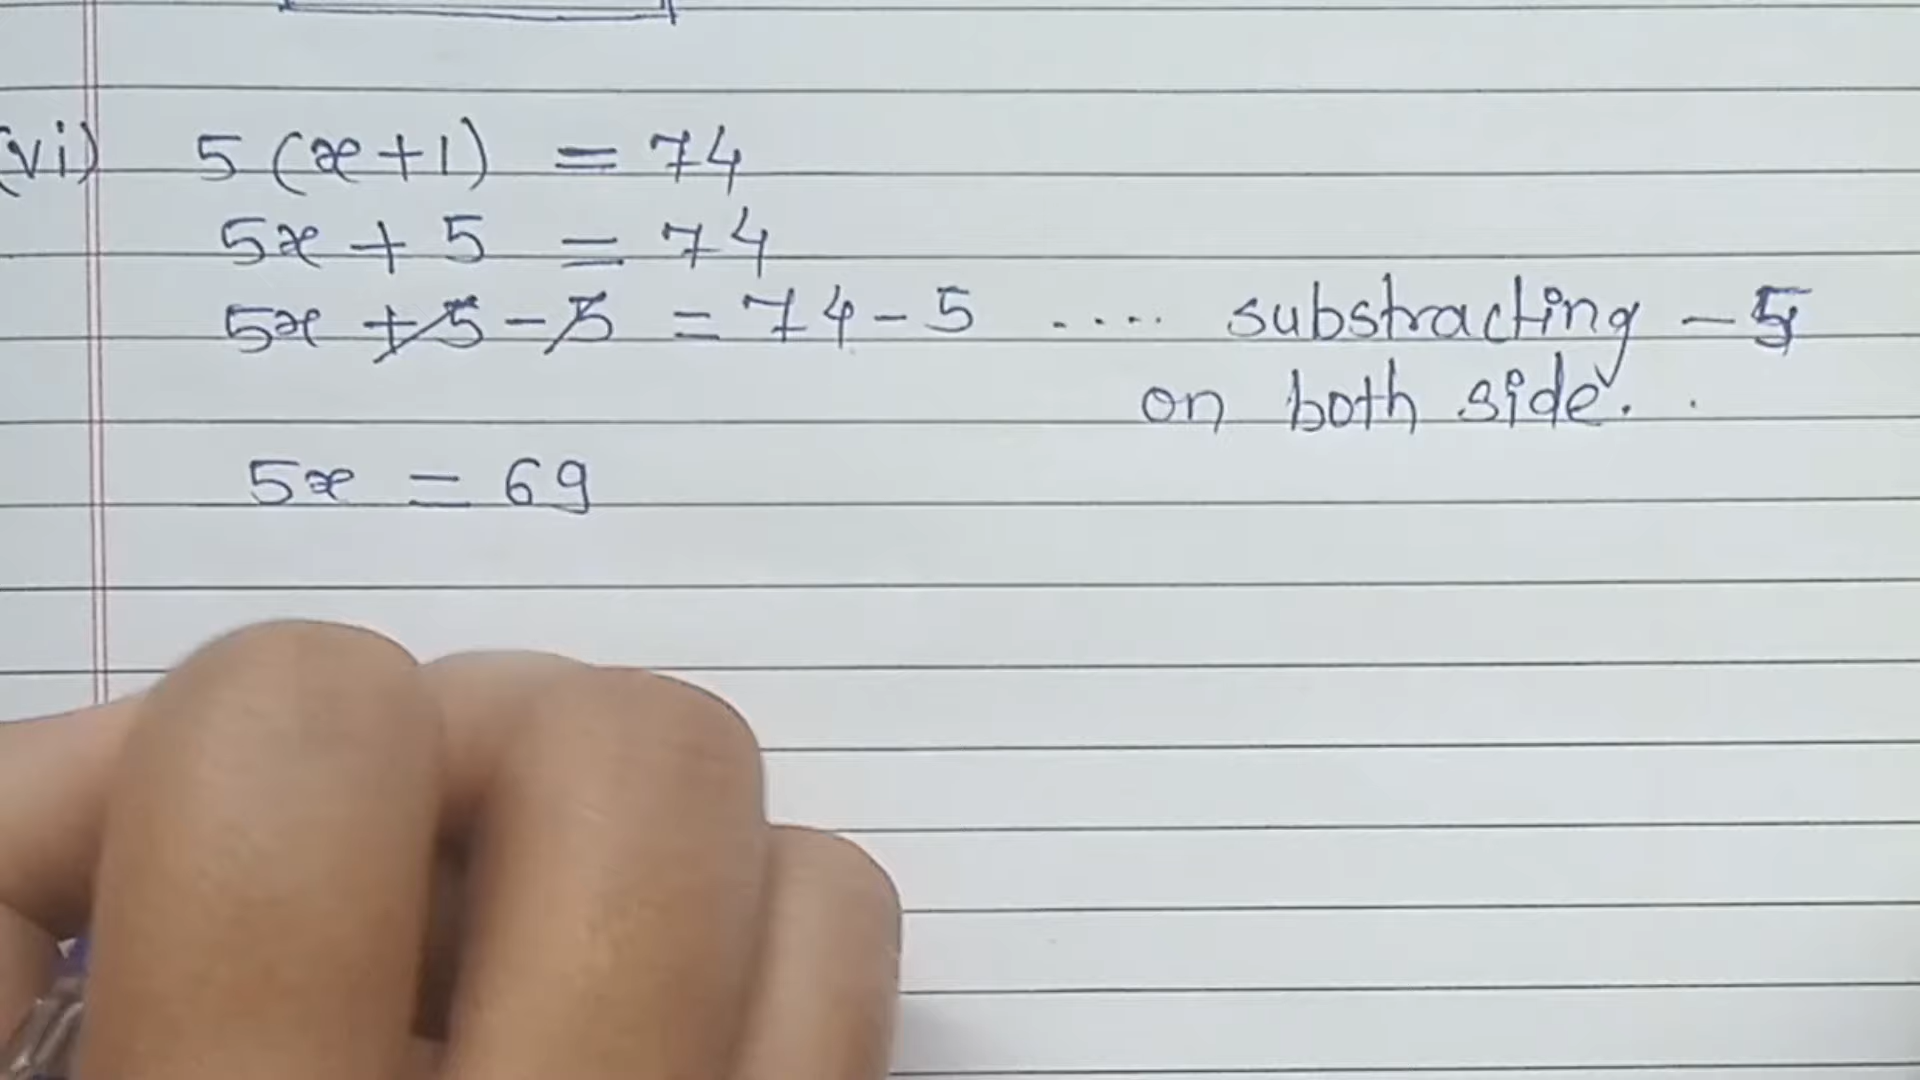 (vi) 5 (x+1) = 74
5x + 5 = 74
5x + 5 - 5 = 74 - 5 .... substracting - 5
on both side.
5x = 69